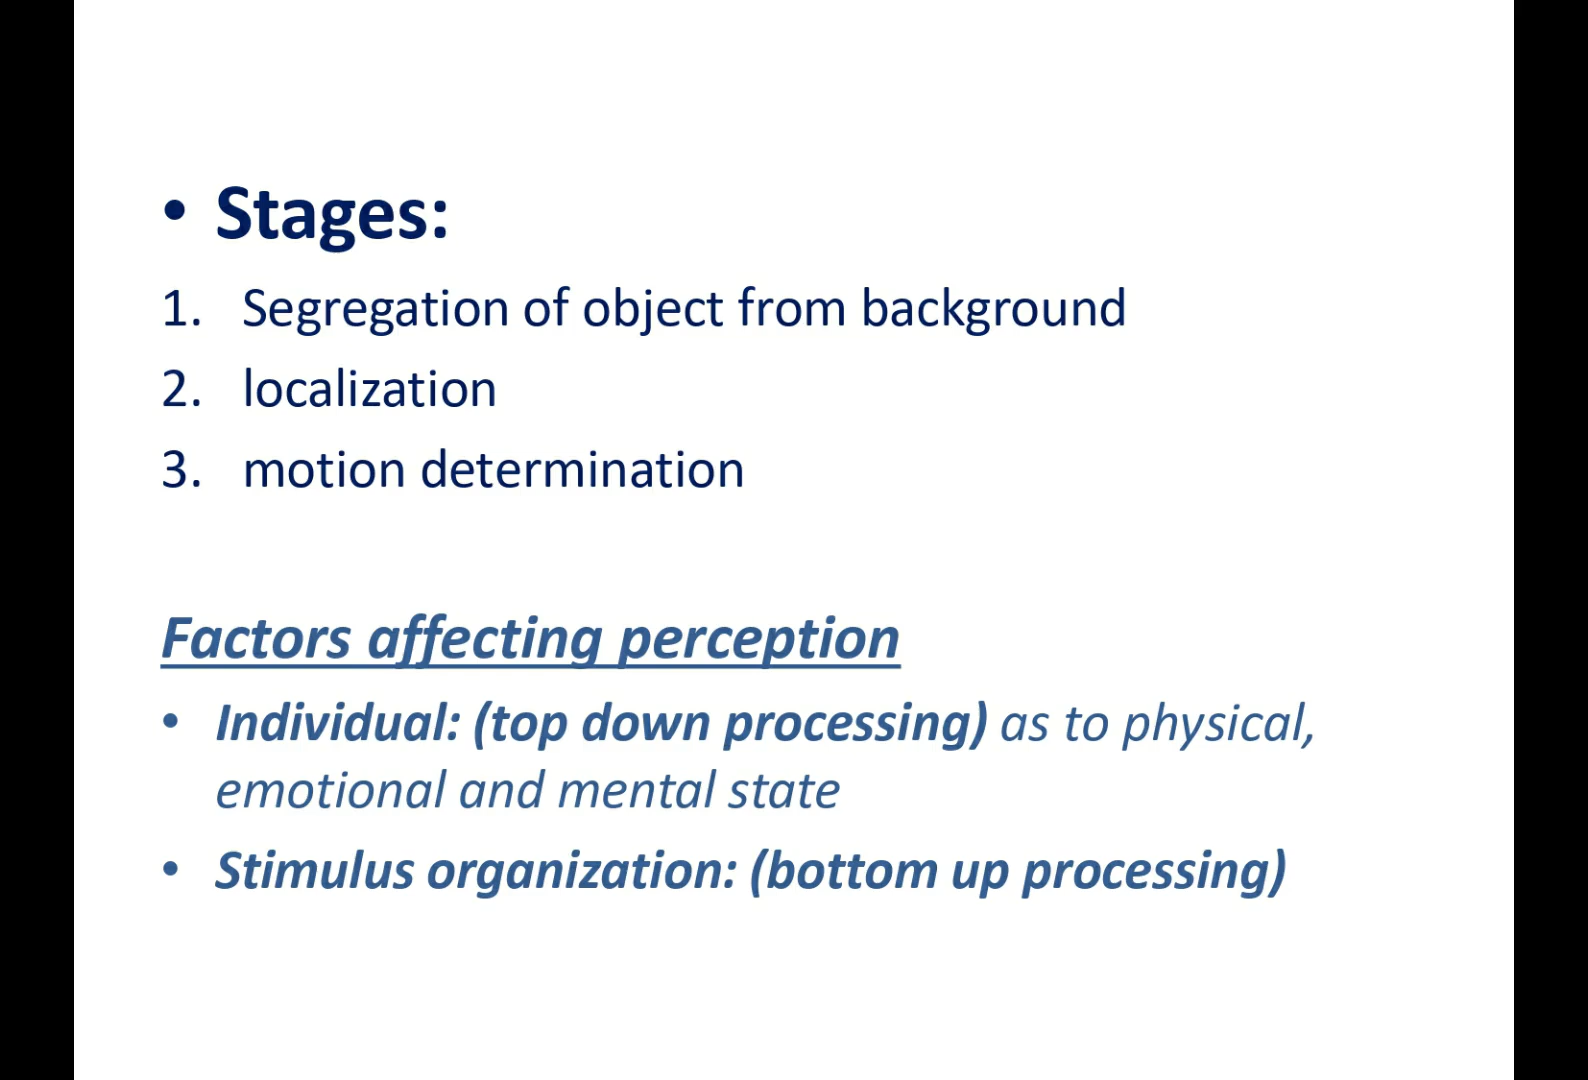 • Stages:
1. Segregation of object from background
2. localization
3. motion determination
Factors affecting perception
• Individual: (top down processing) as to physical,
emotional and mental state
• Stimulus organization: (bottom up processing)